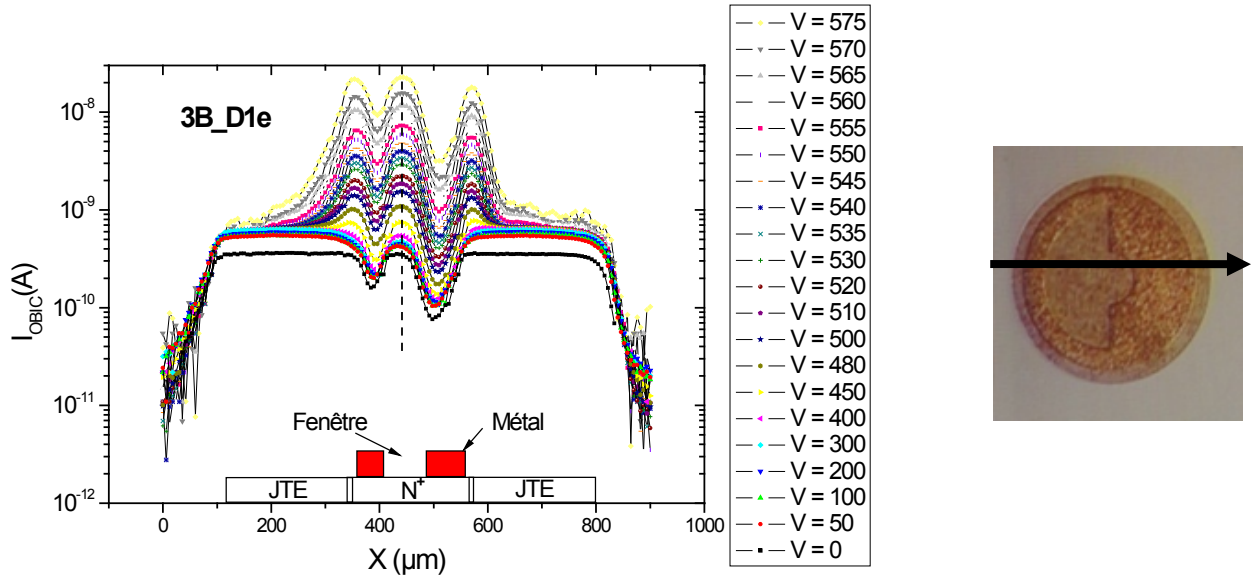 3B_D1e
I_OBIC(A)
10⁻⁸
10⁻⁹
10⁻¹⁰
10⁻¹¹
10⁻¹²
Fenêtre
Métal
JTE
N⁺
JTE
0
200
400
600
800
1000
X (µm)
V = 575
V = 570
V = 565
V = 560
V = 555
V = 550
V = 545
V = 540
V = 535
V = 530
V = 520
V = 510
V = 500
V = 480
V = 450
V = 400
V = 300
V = 200
V = 100
V = 50
V = 0